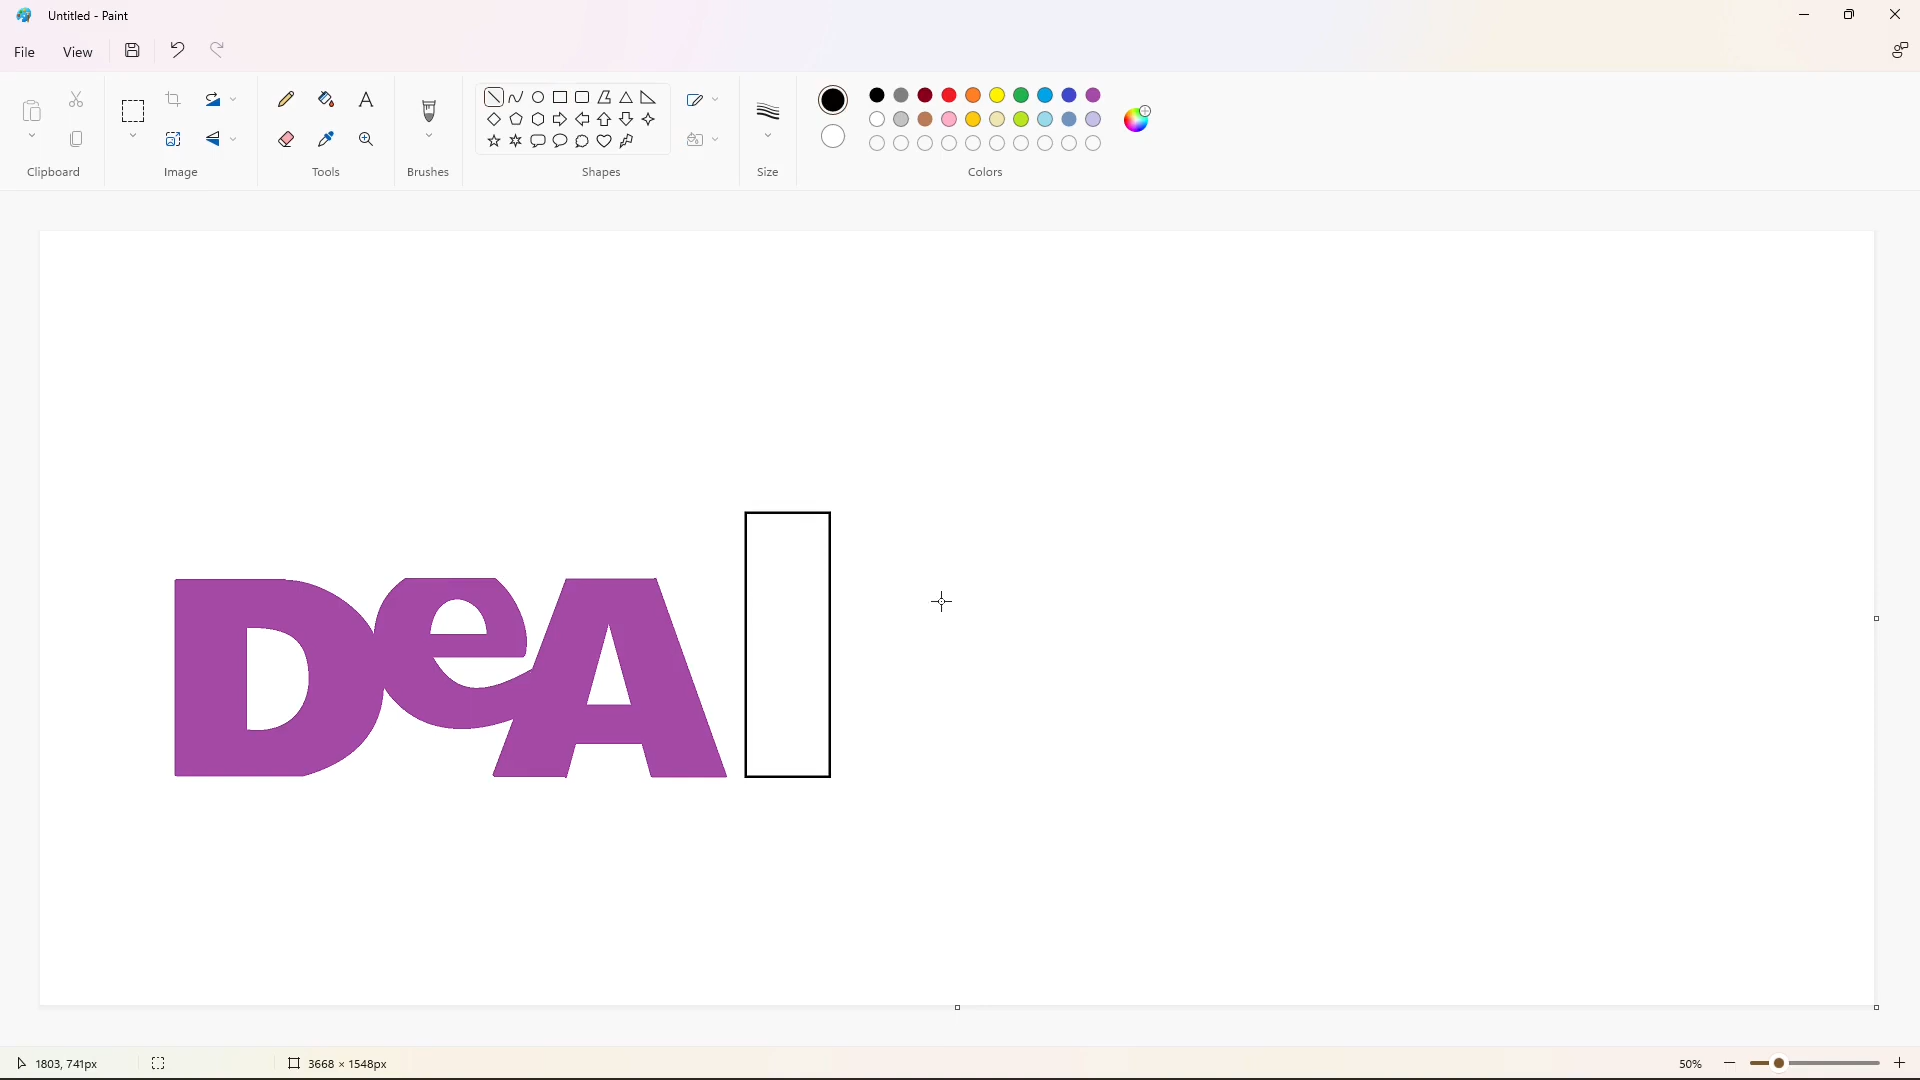 Untitled - Paint
File View
Clipboard Image Tools Brushes Shapes Size Colors
DeA
1803, 741px 3668 × 1548px 50%